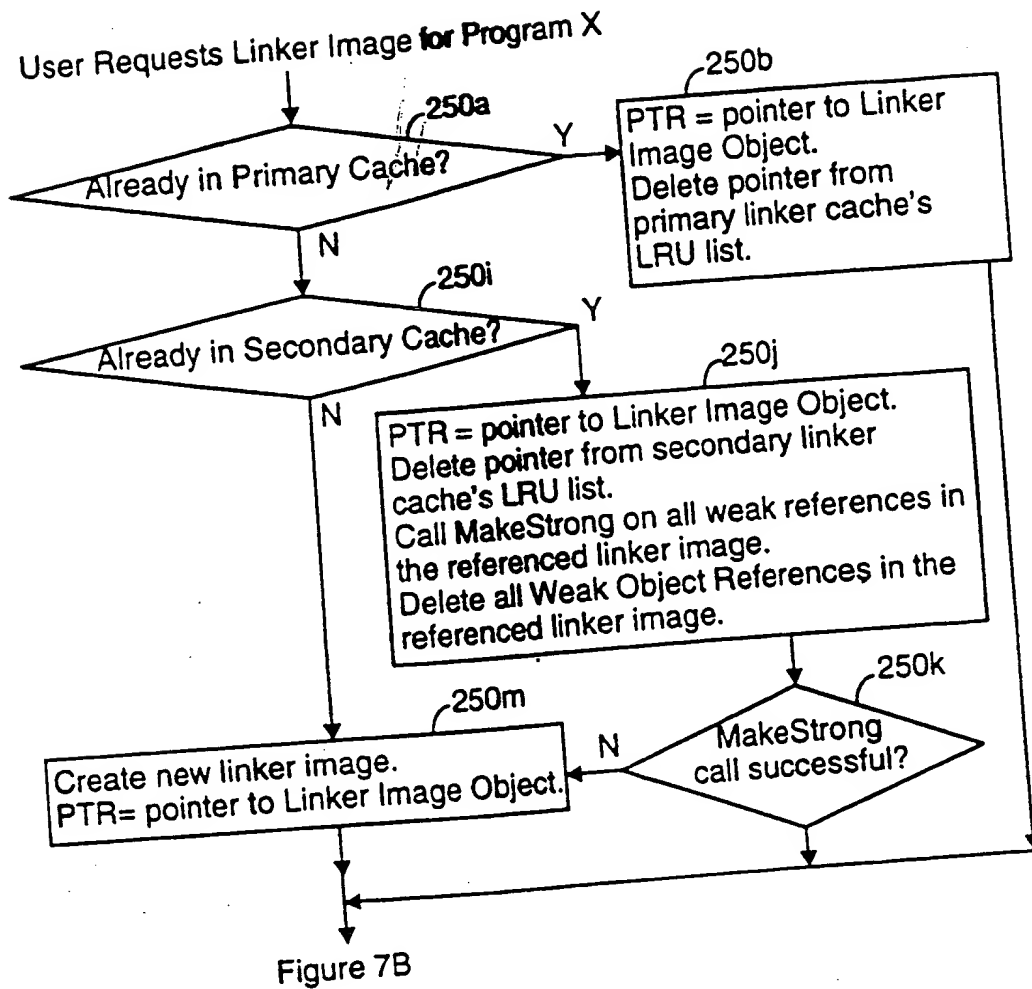 User Requests Linker Image for Program X
250a
Already in Primary Cache?
Y
N
250b
PTR = pointer to Linker
Image Object.
Delete pointer from
primary linker cache's
LRU list.
250i
Already in Secondary Cache?
Y
N
250j
PTR = pointer to Linker Image Object.
Delete pointer from secondary linker
cache's LRU list.
Call MakeStrong on all weak references in
the referenced linker image.
Delete all Weak Object References in the
referenced linker image.
250k
MakeStrong
call successful?
N
250m
Create new linker image.
PTR= pointer to Linker Image Object.
Figure 7B